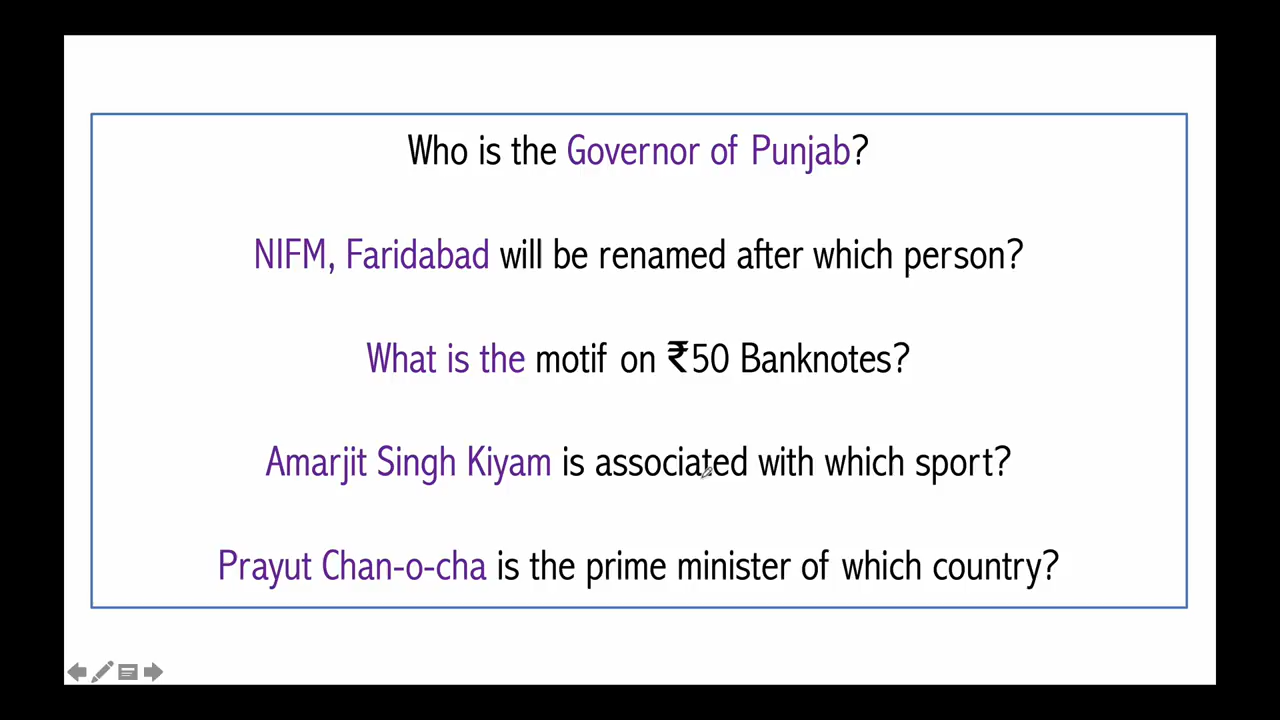 Who is the Governor of Punjab?
NIFM, Faridabad will be renamed after which person?
What is the motif on ₹50 Banknotes?
Amarjit Singh Kiyam is associated with which sport?
Prayut Chan-o-cha is the prime minister of which country?